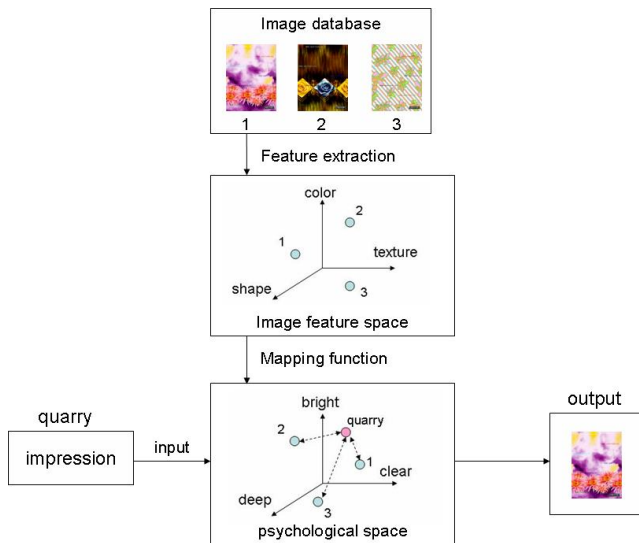 Image database
1 2 3
Feature extraction
color
2
1
texture
shape
3
Image feature space
Mapping function
quarry
impression
input
bright
quarry
2
1
clear
deep
3
psychological space
output